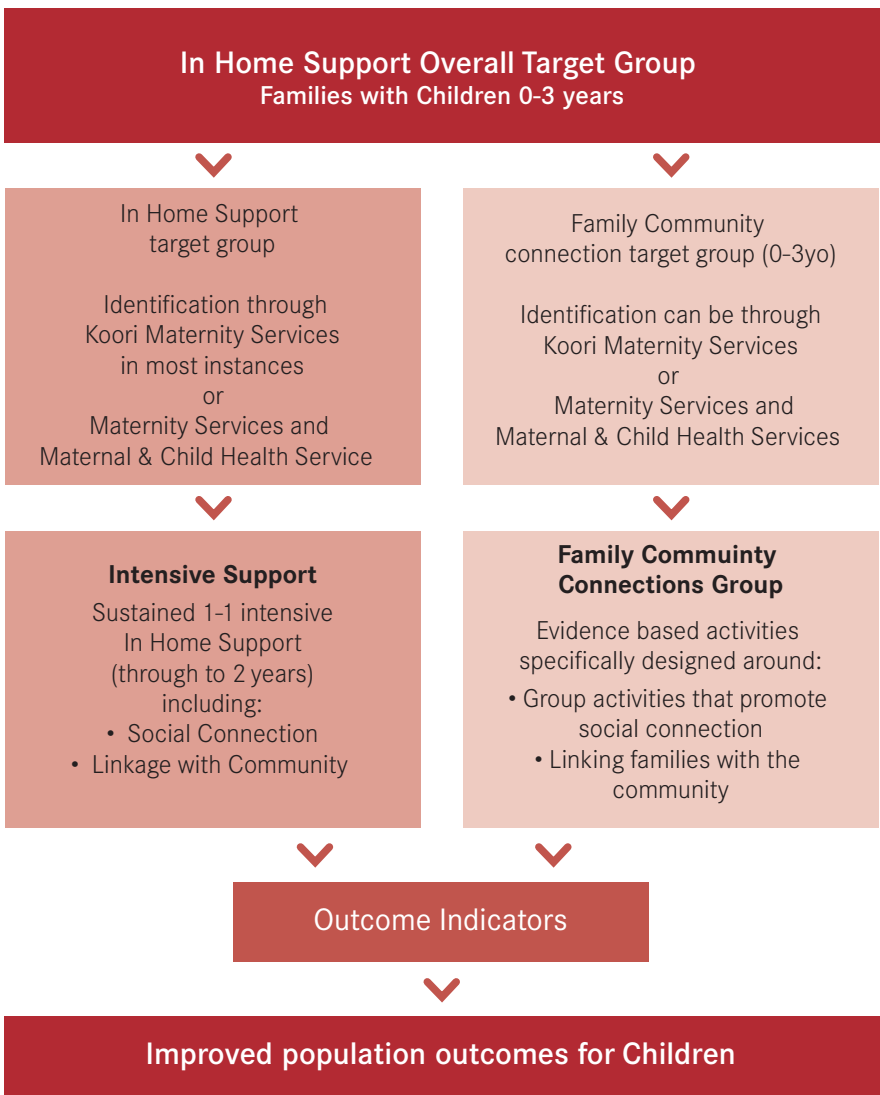 In Home Support Overall Target Group
Families with Children 0-3 years
In Home Support
target group
Identification through
Koori Maternity Services
in most instances
or
Maternity Services and
Maternal & Child Health Service
Family Community
connection target group (0-3yo)
Identification can be through
Koori Maternity Services
or
Maternity Services and
Maternal & Child Health Services
Intensive Support
Sustained 1-1 intensive
In Home Support
(through to 2 years)
including:
• Social Connection
• Linkage with Community
Family Commuinty
Connections Group
Evidence based activities
specifically designed around:
• Group activities that promote
social connection
• Linking families with the
community
Outcome Indicators
Improved population outcomes for Children